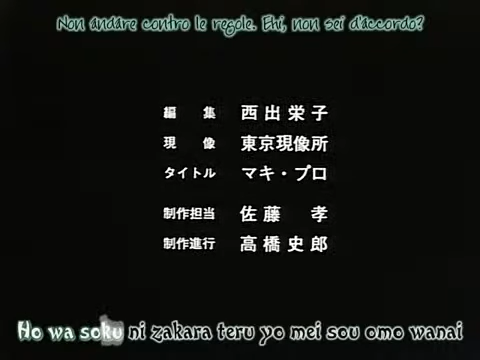 Non andare contro le regole. Ehi, non sei d'accordo?
編 集 西出栄子
現 像 東京現像所
タイトル マキ・プロ
制作担当 佐藤 孝
制作進行 高橋史郎
Ho wa soku ni zakara teru yo mei sou omo wanai